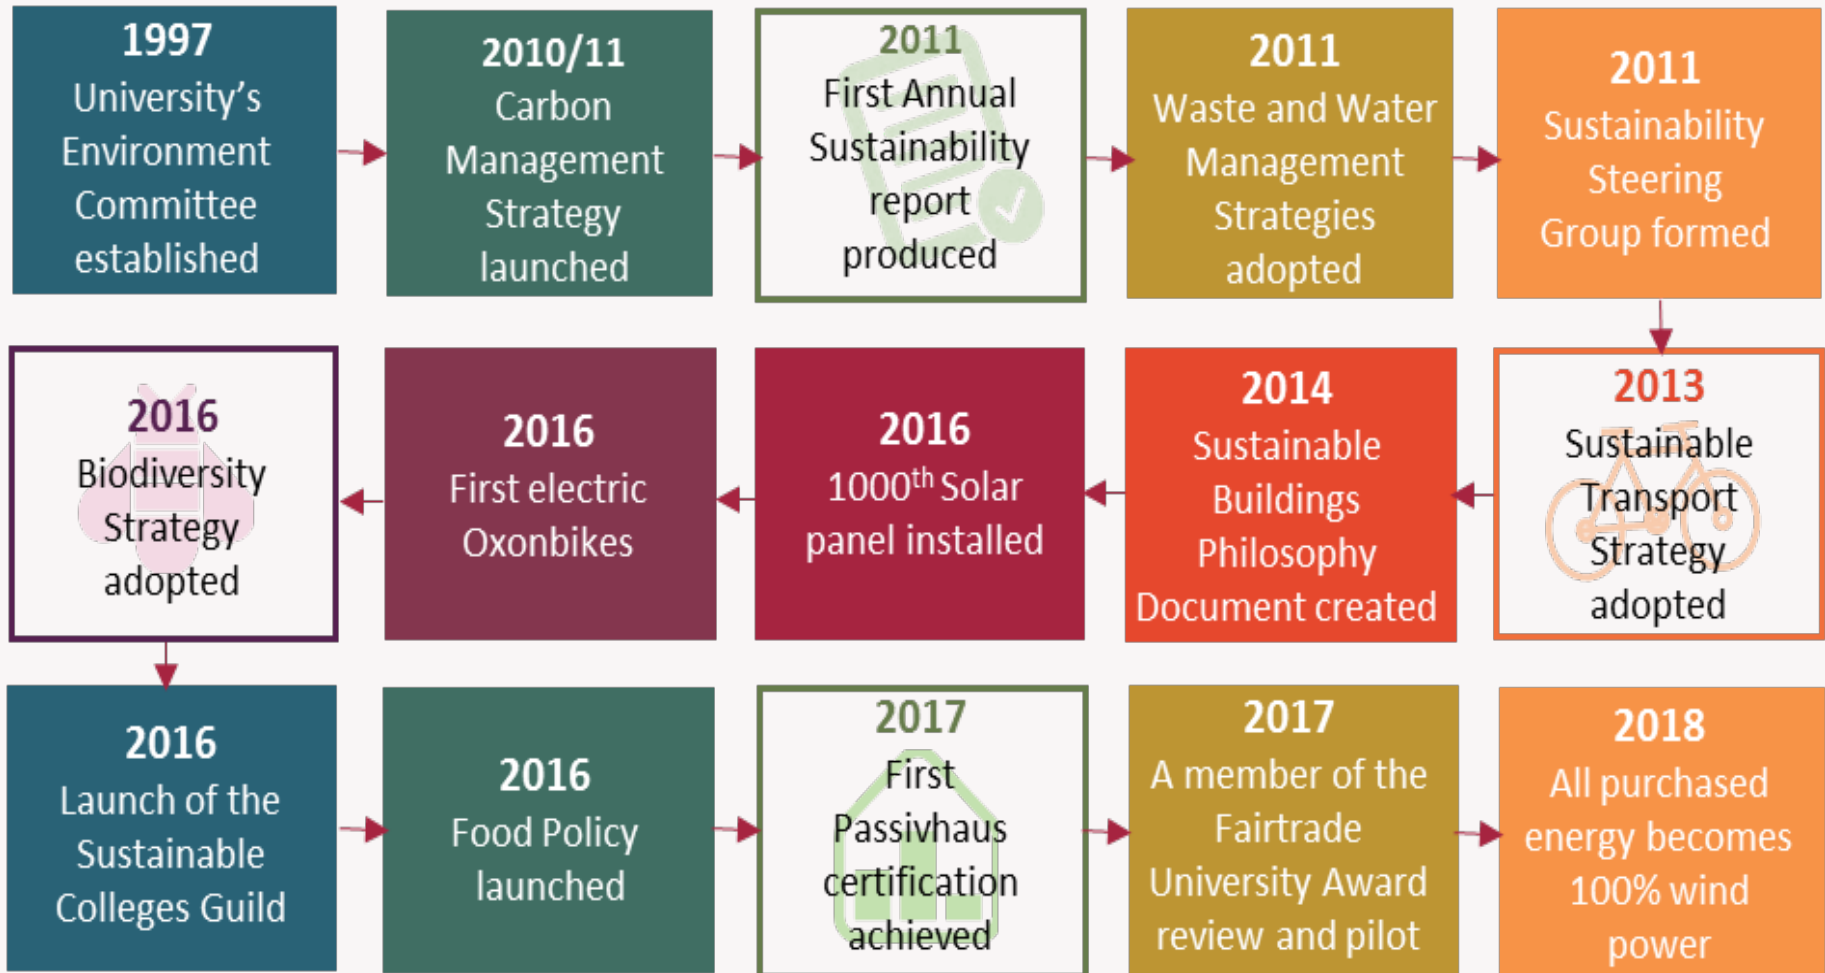 1997
University's
Environment
Committee
established
2010/11
Carbon
Management
Strategy
launched
2011
First Annual
Sustainability
report
produced
2011
Waste and Water
Management
Strategies
adopted
2011
Sustainability
Steering
Group formed
2013
Sustainable
Transport
Strategy
adopted
2014
Sustainable
Buildings
Philosophy
Document created
2016
1000th Solar
panel installed
2016
First electric
Oxonbikes
2016
Biodiversity
Strategy
adopted
2016
Launch of the
Sustainable
Colleges Guild
2016
Food Policy
launched
2017
First
Passivhaus
certification
achieved
2017
A member of the
Fairtrade
University Award
review and pilot
2018
All purchased
energy becomes
100% wind
power